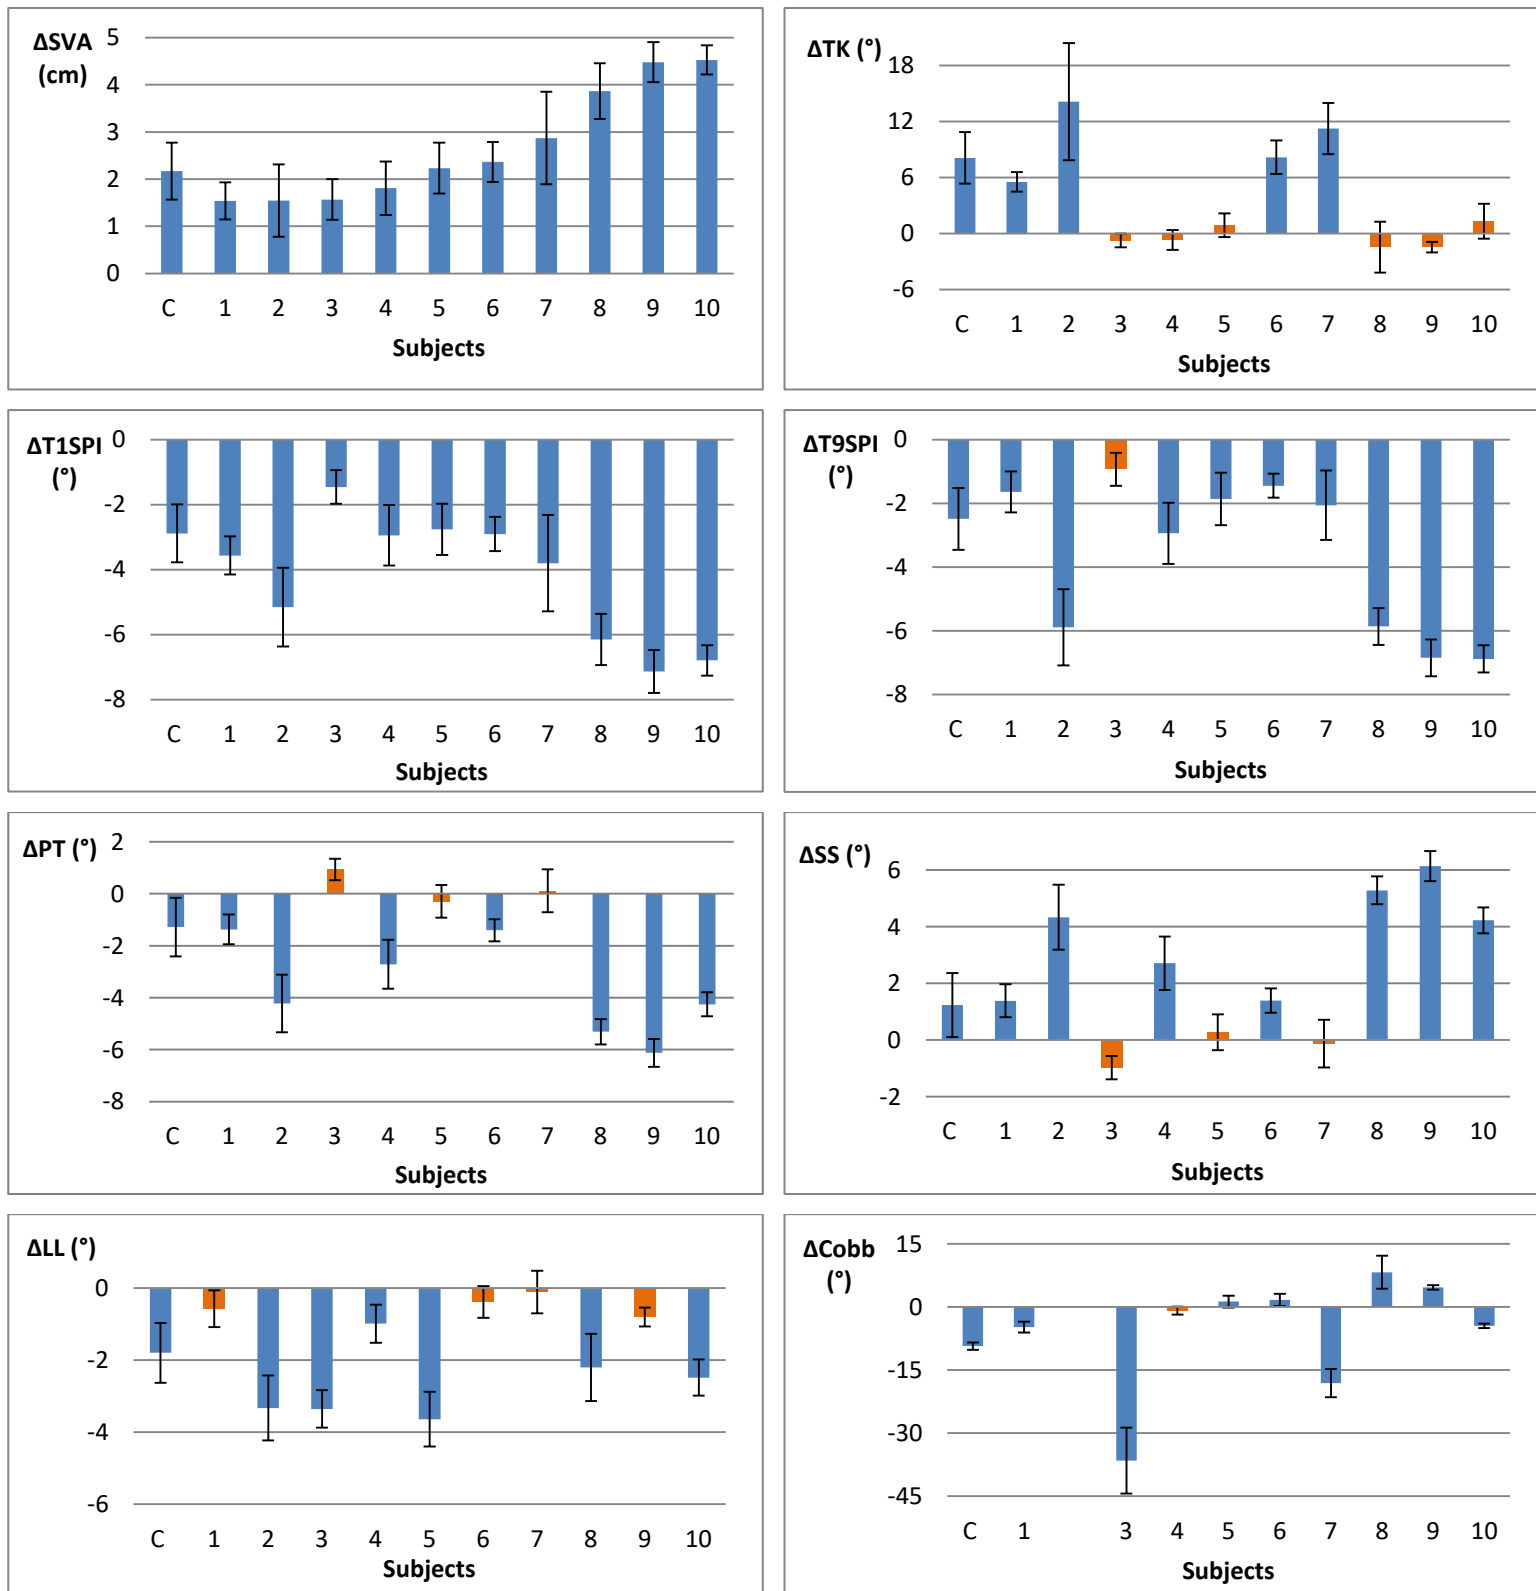 ΔSVA
(cm)
5
4
3
2
1
0
C 1 2 3 4 5 6 7 8 9 10
Subjects
ΔTK (°)
18
12
6
0
-6
C 1 2 3 4 5 6 7 8 9 10
Subjects
ΔT1SPI
(°)
0
-2
-4
-6
-8
C 1 2 3 4 5 6 7 8 9 10
Subjects
ΔT9SPI
(°)
0
-2
-4
-6
-8
C 1 2 3 4 5 6 7 8 9 10
Subjects
ΔPT (°)
2
0
-2
-4
-6
-8
C 1 2 3 4 5 6 7 8 9 10
Subjects
ΔSS (°)
6
4
2
0
-2
C 1 2 3 4 5 6 7 8 9 10
Subjects
ΔLL (°)
0
-2
-4
-6
C 1 2 3 4 5 6 7 8 9 10
Subjects
ΔCobb
(°)
15
0
-15
-30
-45
C 1 3 4 5 6 7 8 9 10
Subjects